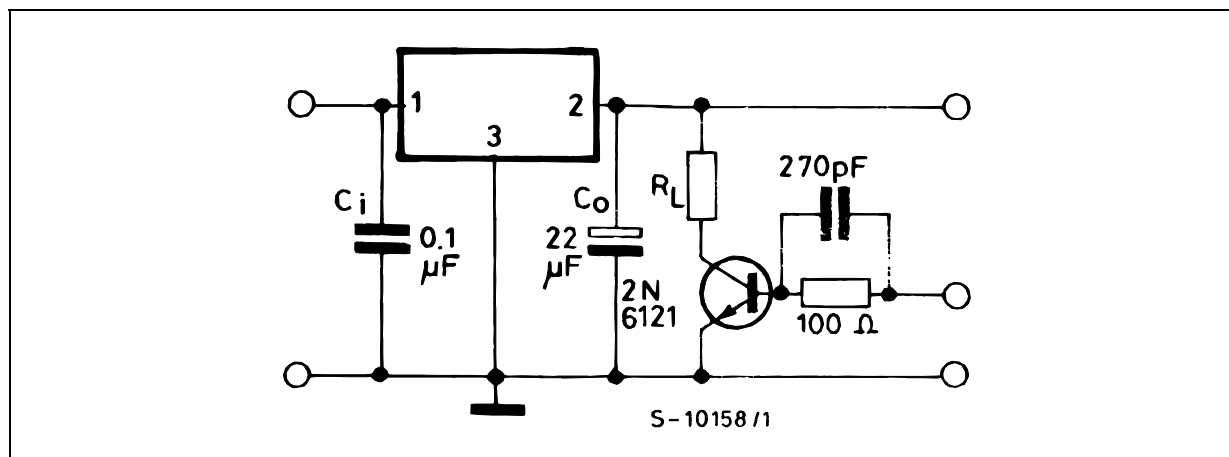 1
2
3
Ci
0.1
µF
Co
22
µF
RL
270pF
2N
6121
100 Ω
S-10158/1